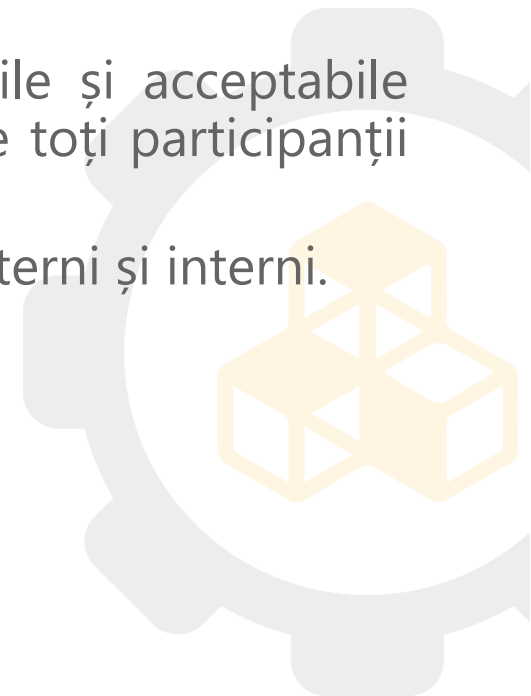 ile și acceptabile
e toți participanții
terni și interni.